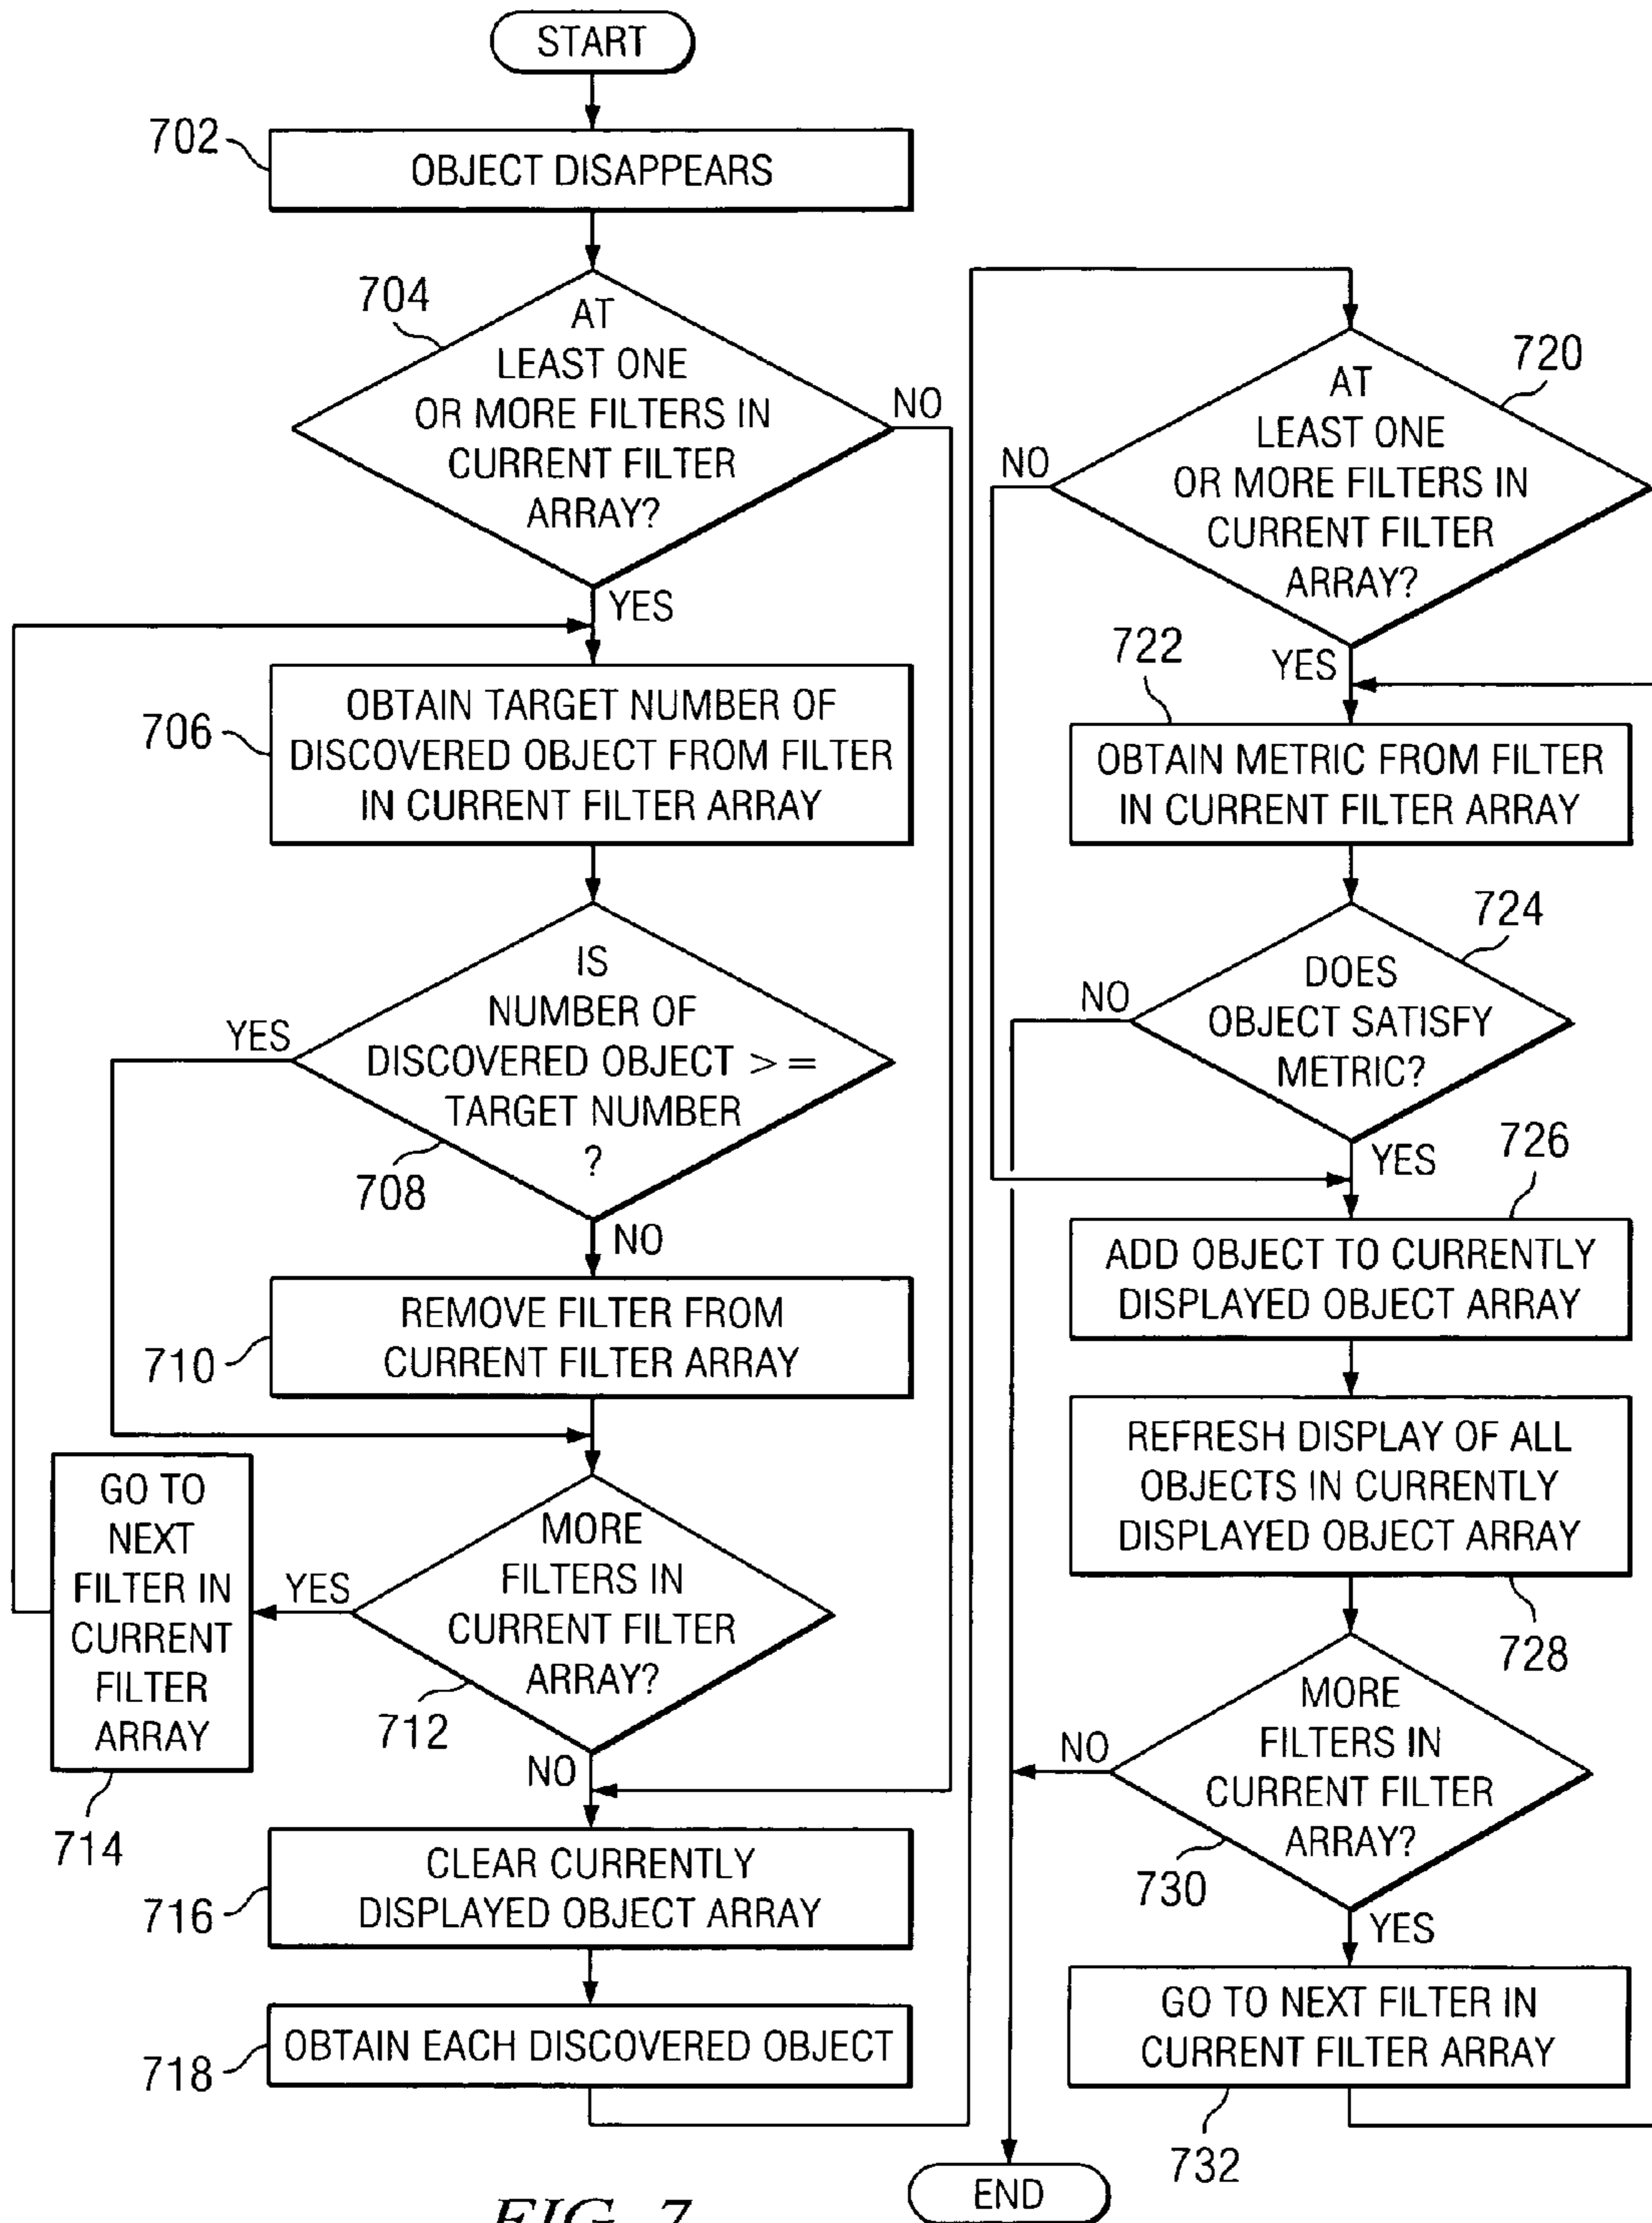 START
702
OBJECT DISAPPEARS
704
AT
LEAST ONE
OR MORE FILTERS IN
CURRENT FILTER
ARRAY?
NO
YES
706
OBTAIN TARGET NUMBER OF
DISCOVERED OBJECT FROM FILTER
IN CURRENT FILTER ARRAY
IS
NUMBER OF
DISCOVERED OBJECT >=
TARGET NUMBER
?
YES
708
NO
710
REMOVE FILTER FROM
CURRENT FILTER ARRAY
GO TO
NEXT
FILTER IN
CURRENT
FILTER
ARRAY
714
YES
MORE
FILTERS IN
CURRENT FILTER
ARRAY?
712
NO
716
CLEAR CURRENTLY
DISPLAYED OBJECT ARRAY
718
OBTAIN EACH DISCOVERED OBJECT
720
AT
LEAST ONE
OR MORE FILTERS IN
CURRENT FILTER
ARRAY?
NO
YES
722
OBTAIN METRIC FROM FILTER
IN CURRENT FILTER ARRAY
724
DOES
OBJECT SATISFY
METRIC?
NO
YES
726
ADD OBJECT TO CURRENTLY
DISPLAYED OBJECT ARRAY
REFRESH DISPLAY OF ALL
OBJECTS IN CURRENTLY
DISPLAYED OBJECT ARRAY
728
MORE
FILTERS IN
CURRENT FILTER
ARRAY?
NO
730
YES
GO TO NEXT FILTER IN
CURRENT FILTER ARRAY
732
END
FIG. 7